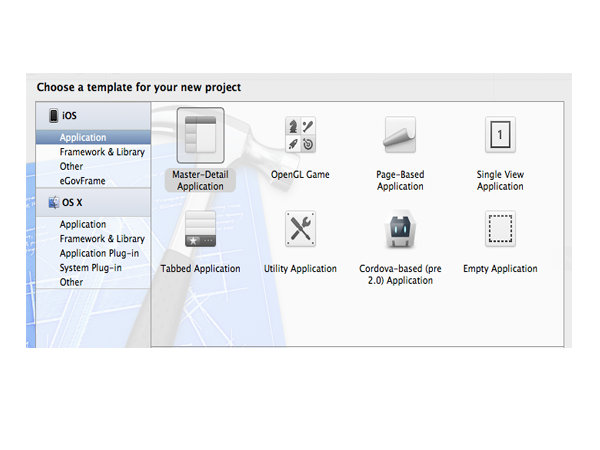 Choose a template for your new project
iOS
Application
Framework & Library
Other
eGovFrame
OS X
Application
Framework & Library
Application Plug-in
System Plug-in
Other
Master-Detail
Application
OpenGL Game
Page-Based
Application
1
Single View
Application
Tabbed Application
Utility Application
Cordova-based (pre
2.0) Application
Empty Application